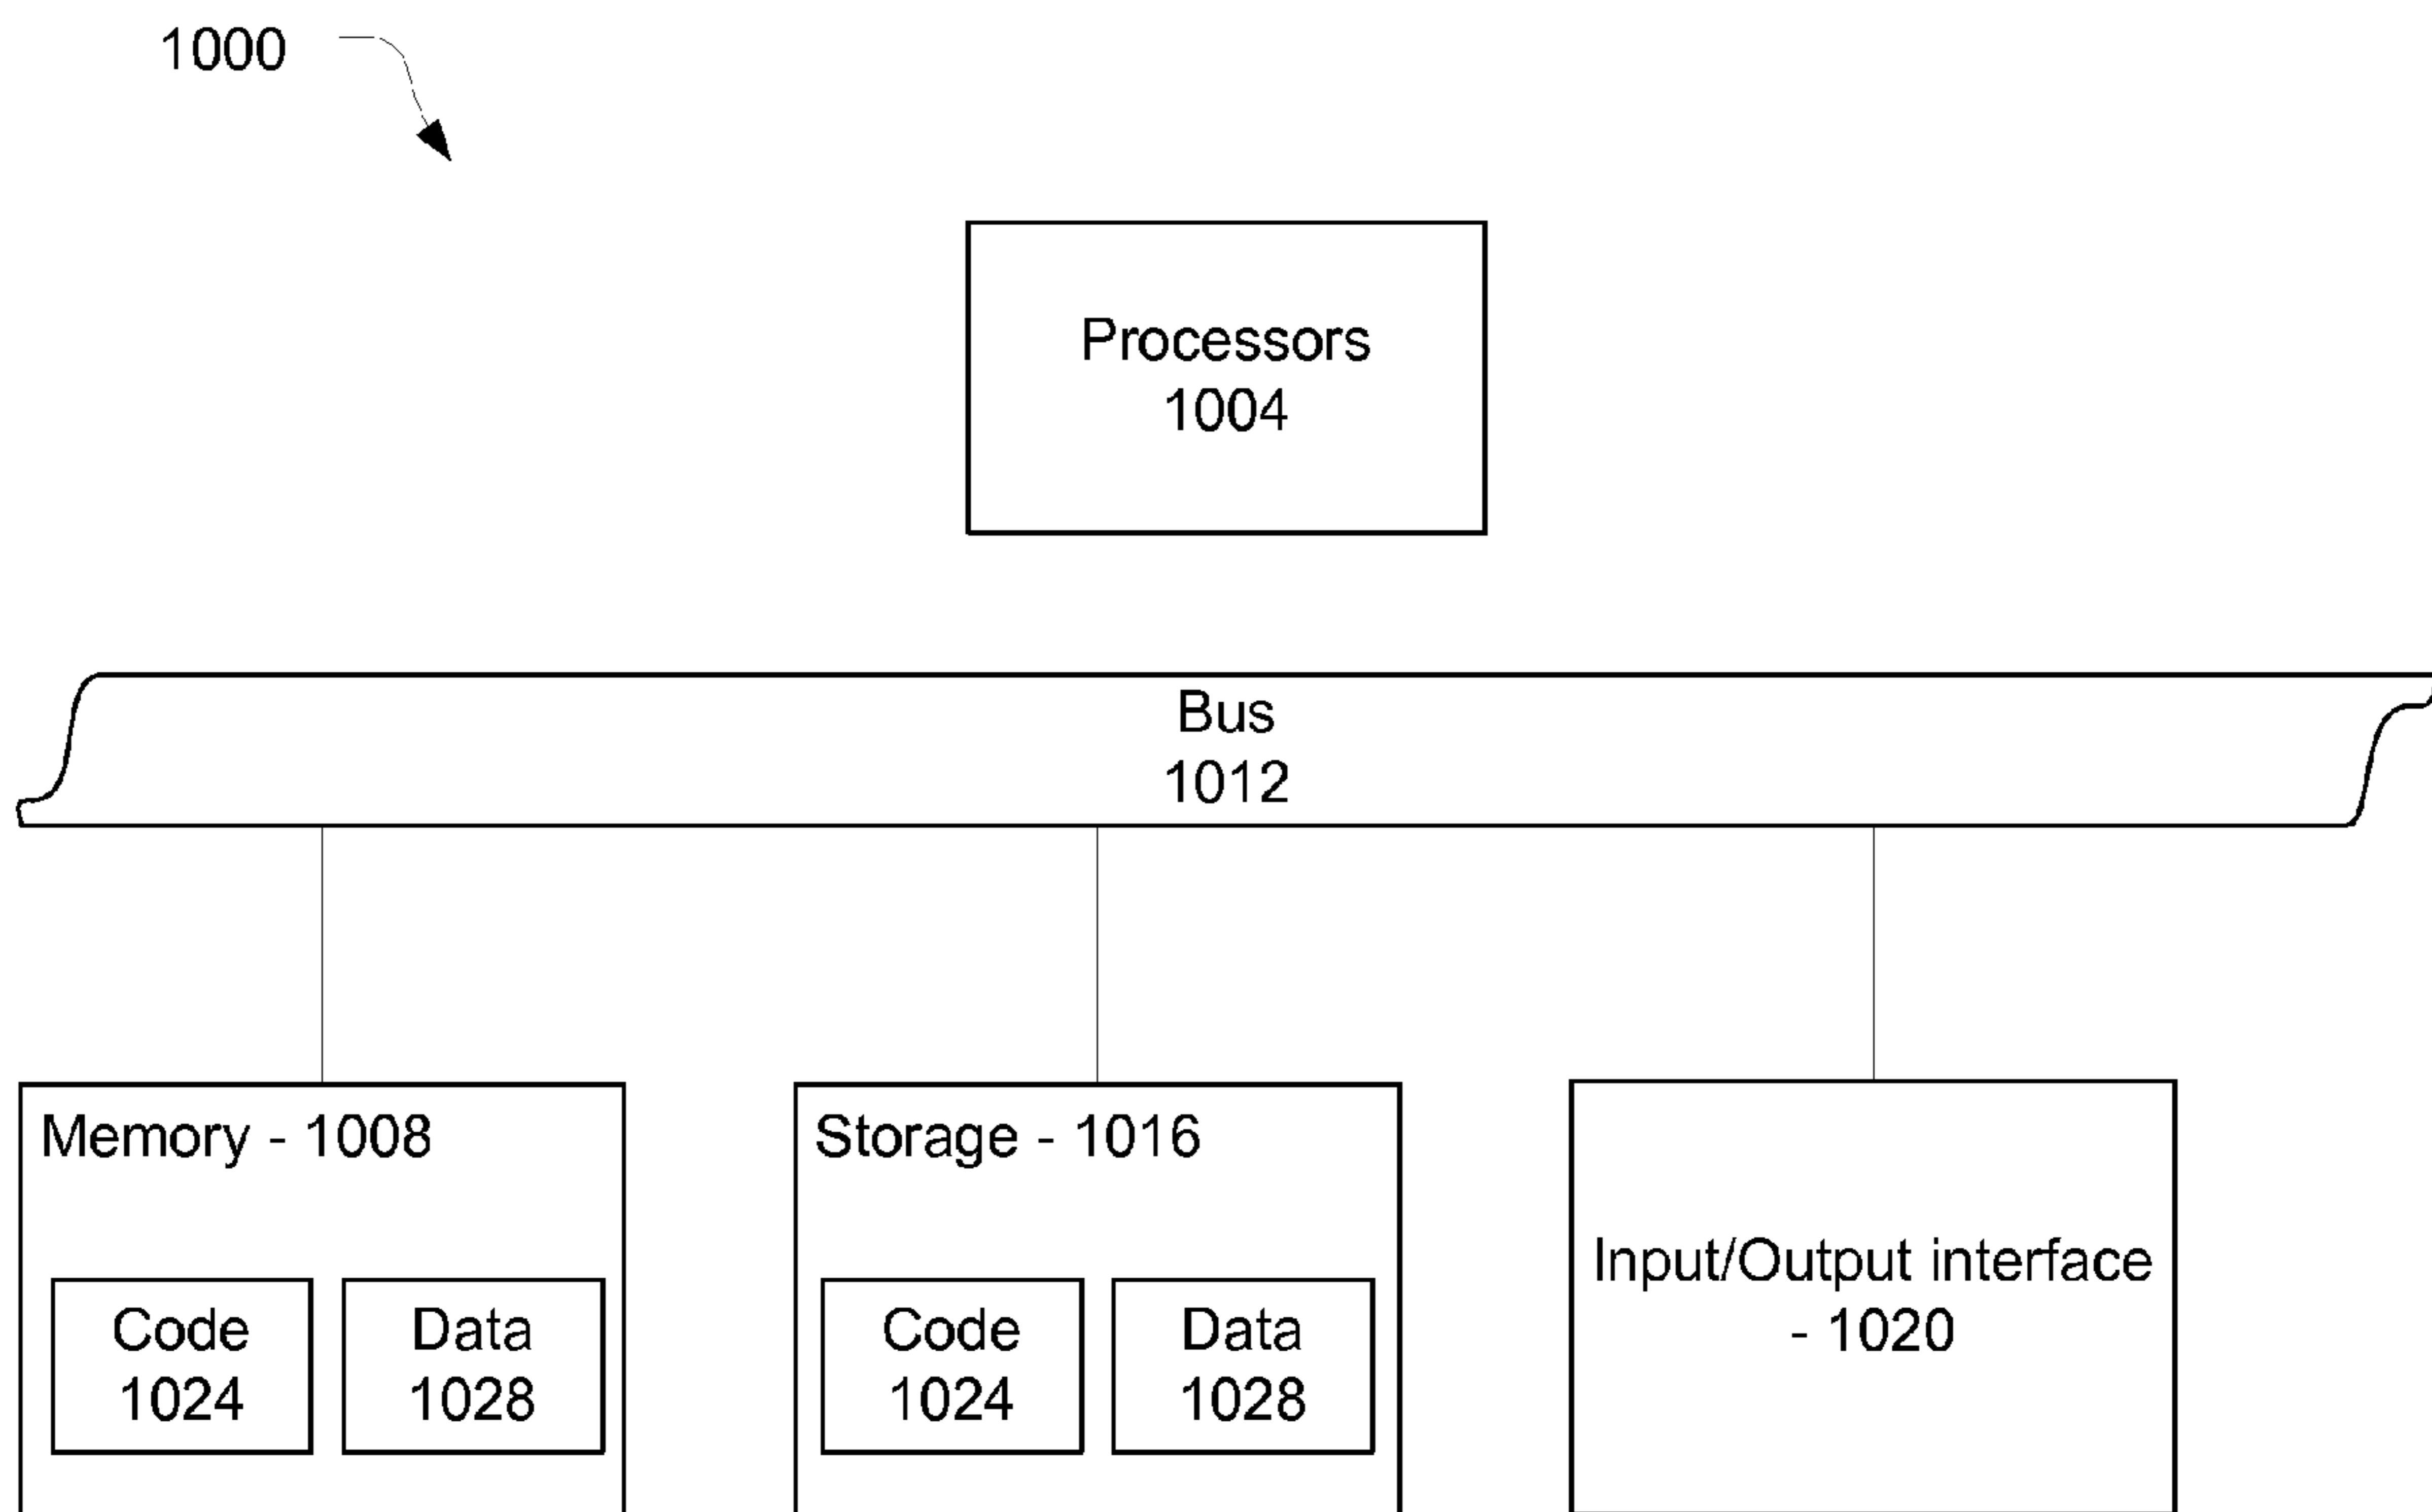 1000
Processors
1004
Bus
1012
Memory - 1008
Code
1024
Data
1028
Storage - 1016
Code
1024
Data
1028
Input/Output interface
- 1020